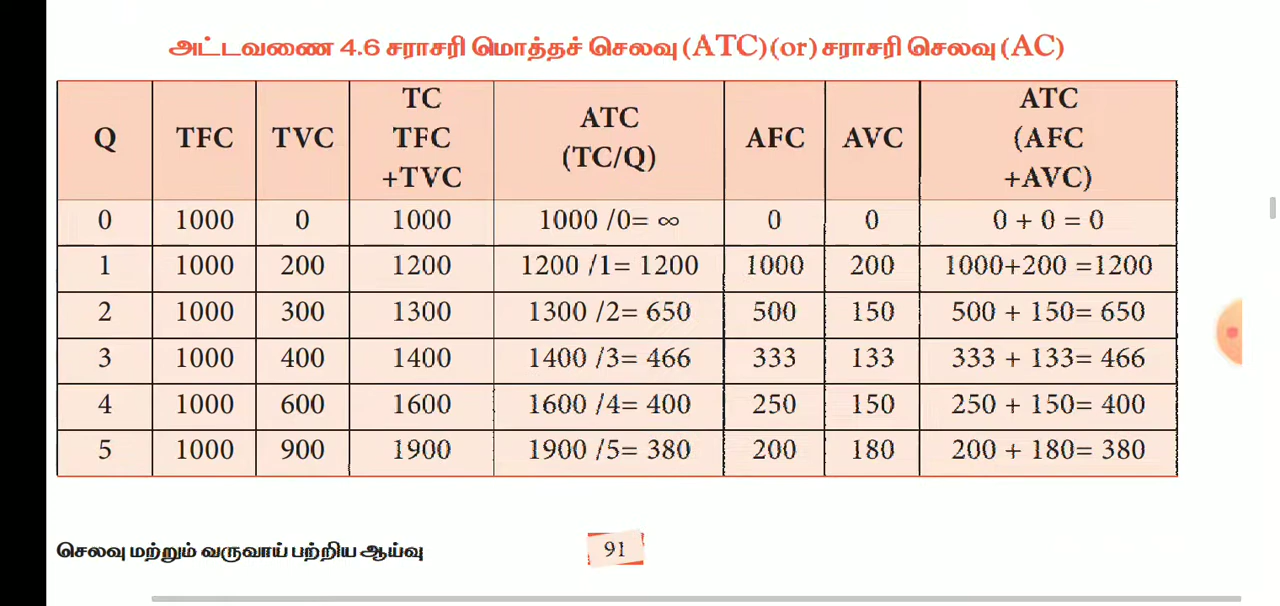 அட்டவணை 4.6 சராசரி மொத்தச் செலவு (ATC) (or) சராசரி செலவு (AC)
Q TFC TVC TC TFC +TVC ATC (TC/Q) AFC AVC ATC (AFC +AVC)
0 1000 0 1000 1000 /0= ∞ 0 0 0 + 0 = 0
1 1000 200 1200 1200 /1= 1200 1000 200 1000+200 =1200
2 1000 300 1300 1300 /2= 650 500 150 500 + 150= 650
3 1000 400 1400 1400 /3= 466 333 133 333 + 133= 466
4 1000 600 1600 1600 /4= 400 250 150 250 + 150= 400
5 1000 900 1900 1900 /5= 380 200 180 200 + 180= 380
செலவு மற்றும் வருவாய் பற்றிய ஆய்வு 91